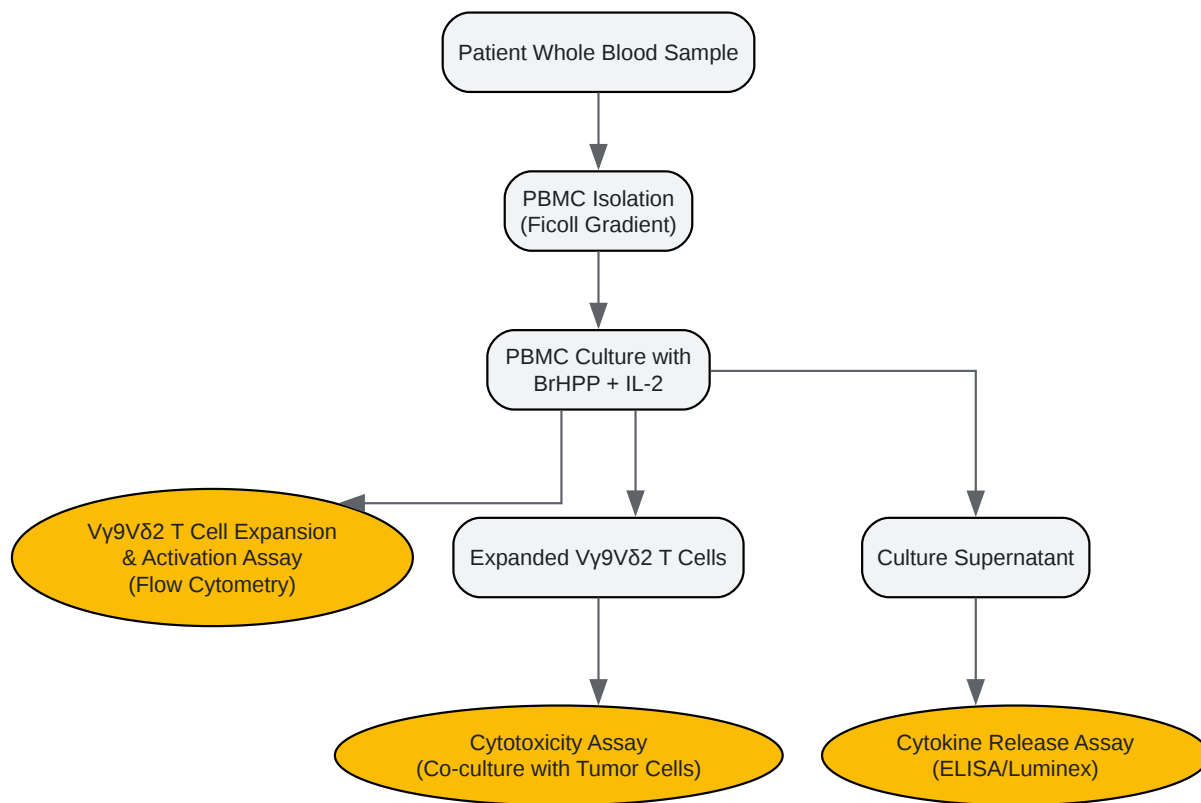 Patient Whole Blood Sample
PBMC Isolation
(Ficoll Gradient)
PBMC Culture with
BrHPP + IL-2
Vγ9Vδ2 T Cell Expansion
& Activation Assay
(Flow Cytometry)
Expanded Vγ9Vδ2 T Cells
Culture Supernatant
Cytotoxicity Assay
(Co-culture with Tumor Cells)
Cytokine Release Assay
(ELISA/Luminex)